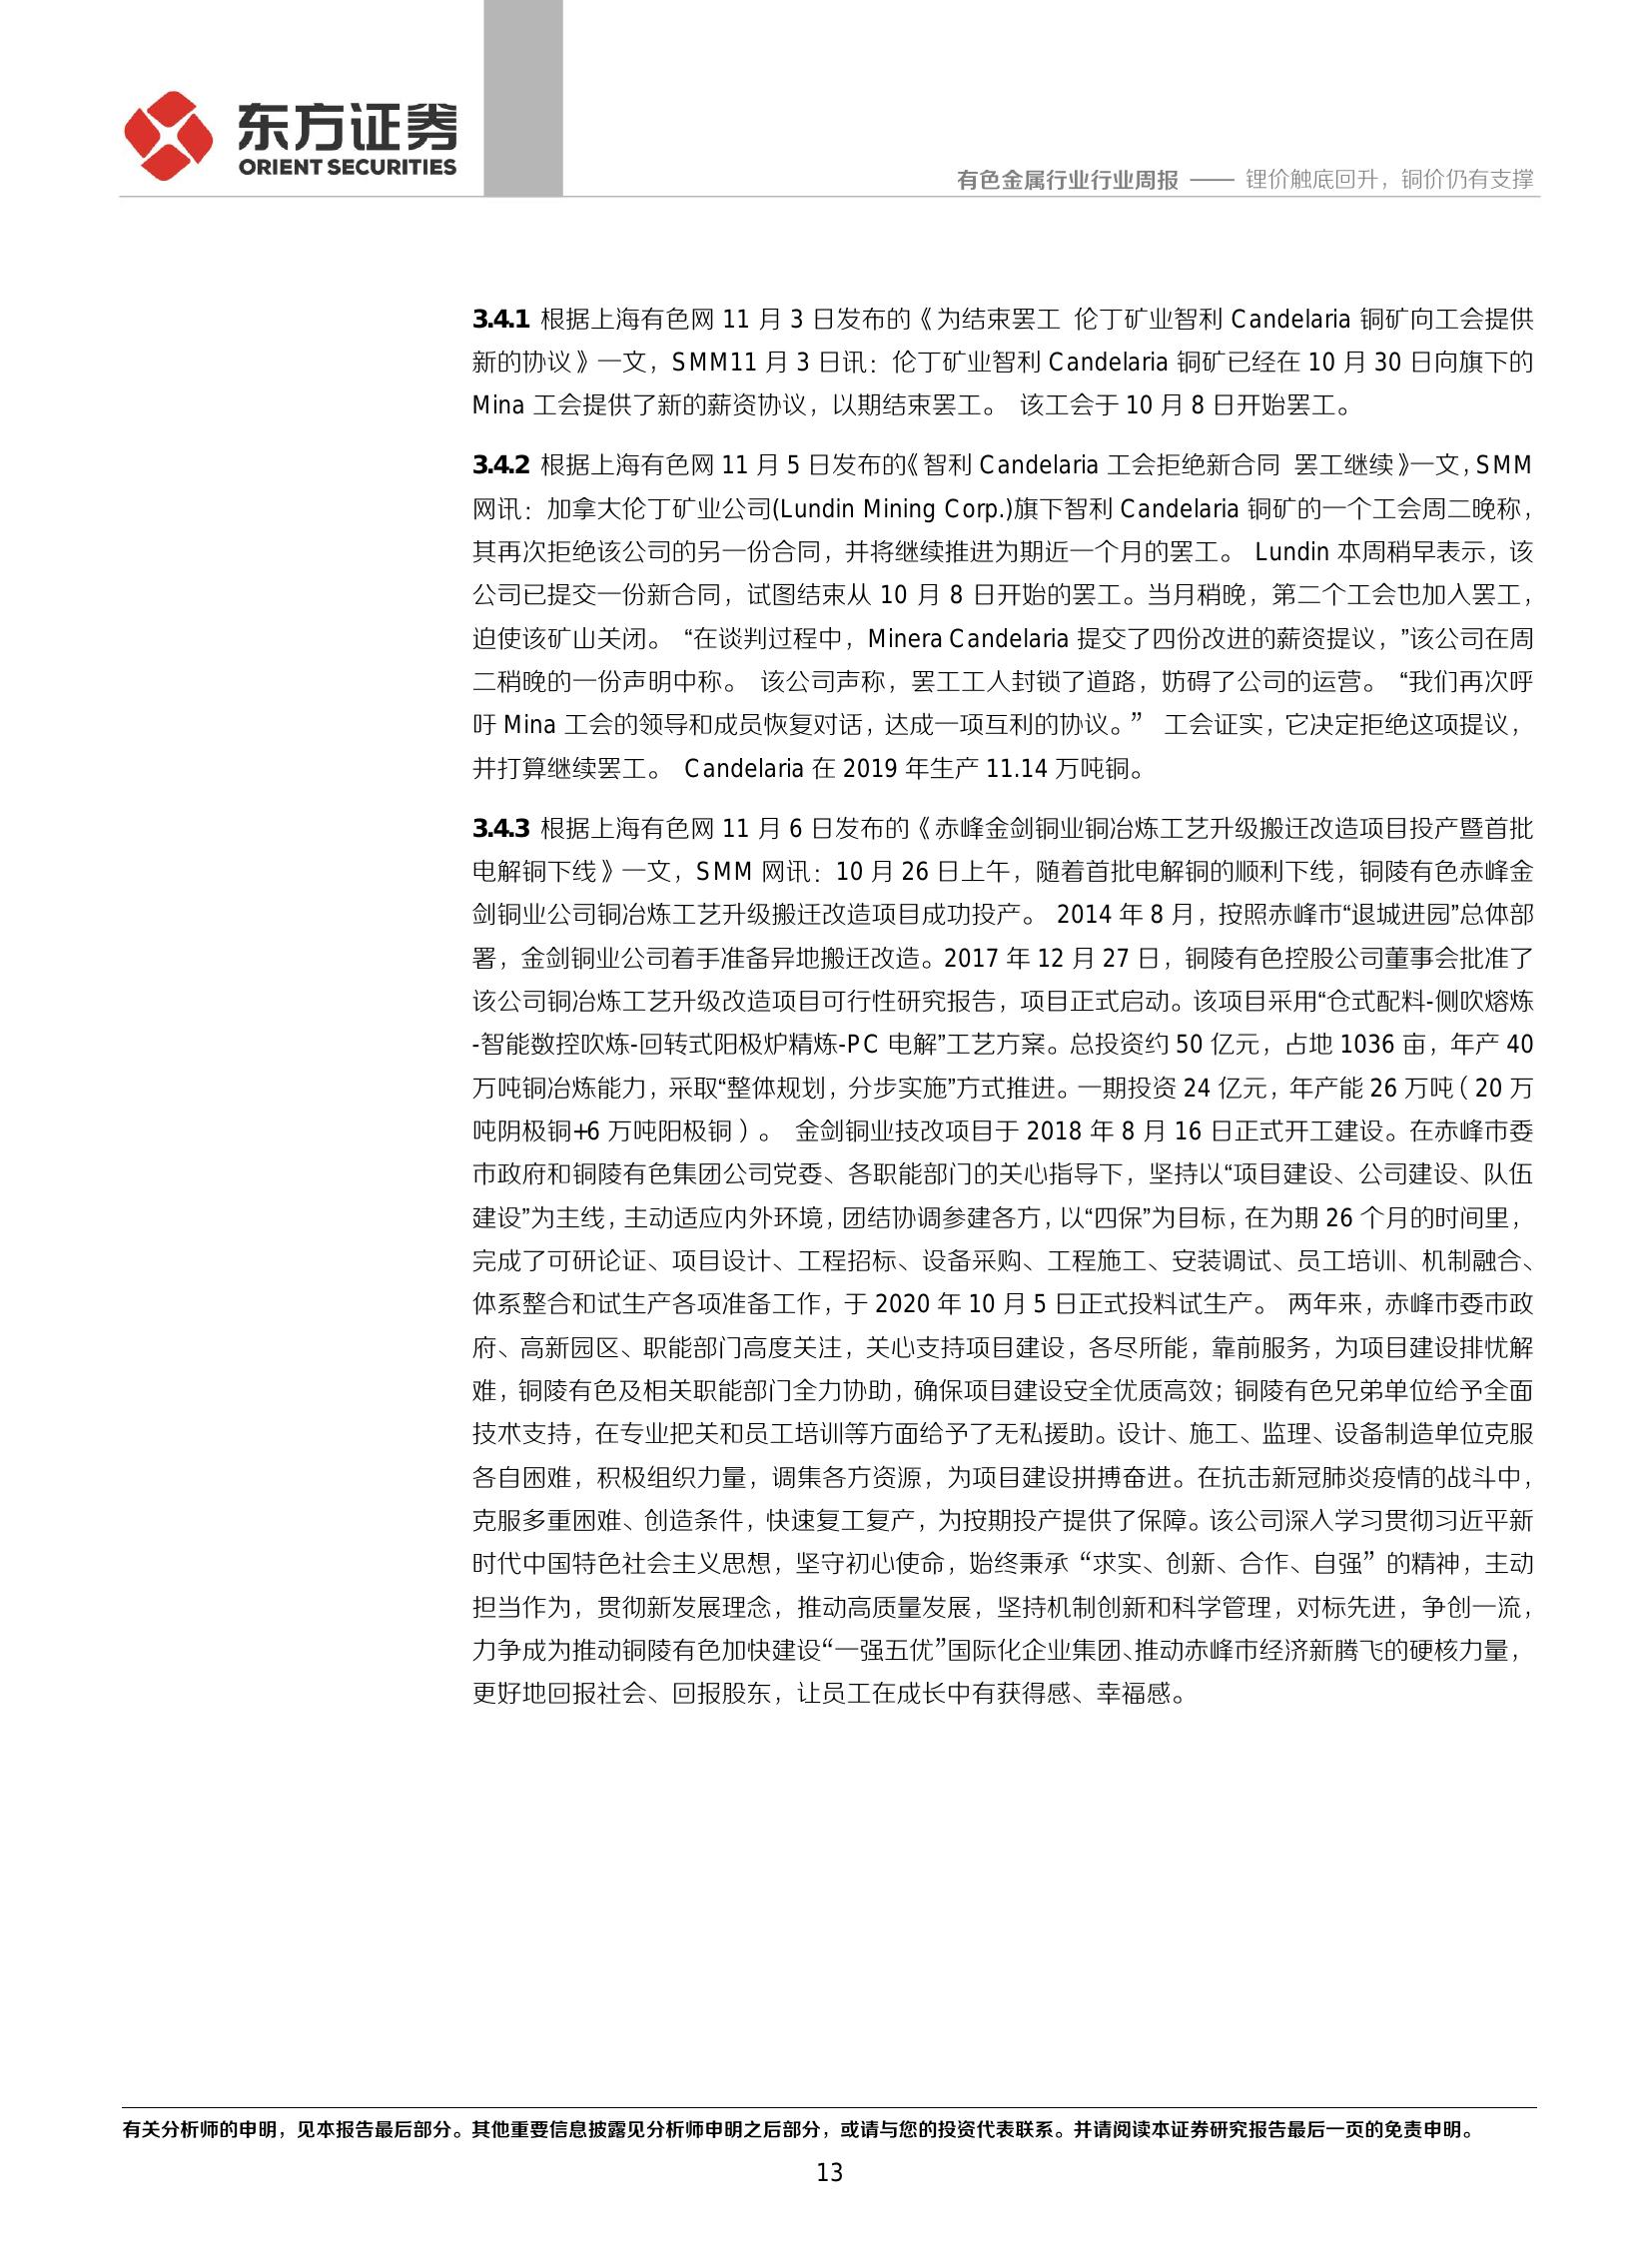 东方证券
ORIENT SECURITIES
有色金属行业行业周报 —— 锂价触底回升，铜价仍有支撑
3.4.1 根据上海有色网 11 月 3 日发布的《为结束罢工 伦丁矿业智利 Candelaria 铜矿向工会提供
新的协议》一文，SMM11 月 3 日讯：伦丁矿业智利 Candelaria 铜矿已经在 10 月 30 日向旗下的
Mina 工会提供了新的薪资协议，以期结束罢工。 该工会于 10 月 8 日开始罢工。
3.4.2 根据上海有色网 11 月 5 日发布的《智利 Candelaria 工会拒绝新合同 罢工继续》一文，SMM
网讯：加拿大伦丁矿业公司(Lundin Mining Corp.)旗下智利 Candelaria 铜矿的一个工会周二晚称，
其再次拒绝该公司的另一份合同，并将继续推进为期近一个月的罢工。 Lundin 本周稍早表示，该
公司已提交一份新合同，试图结束从 10 月 8 日开始的罢工。当月稍晚，第二个工会也加入罢工，
迫使该矿山关闭。 “在谈判过程中，Minera Candelaria 提交了四份改进的薪资提议，”该公司在周
二稍晚的一份声明中称。 该公司声称，罢工工人封锁了道路，妨碍了公司的运营。 “我们再次呼
吁 Mina 工会的领导和成员恢复对话，达成一项互利的协议。” 工会证实，它决定拒绝这项提议，
并打算继续罢工。 Candelaria 在 2019 年生产 11.14 万吨铜。
3.4.3 根据上海有色网 11 月 6 日发布的《赤峰金剑铜业铜冶炼工艺升级搬迁改造项目投产暨首批
电解铜下线》一文，SMM 网讯：10 月 26 日上午，随着首批电解铜的顺利下线，铜陵有色赤峰金
剑铜业公司铜冶炼工艺升级搬迁改造项目成功投产。 2014 年 8 月，按照赤峰市“退城进园”总体部
署，金剑铜业公司着手准备异地搬迁改造。2017 年 12 月 27 日，铜陵有色控股公司董事会批准了
该公司铜冶炼工艺升级改造项目可行性研究报告，项目正式启动。该项目采用“仓式配料-侧吹熔炼
-智能数控吹炼-回转式阳极炉精炼-PC 电解”工艺方案。总投资约 50 亿元，占地 1036 亩，年产 40
万吨铜冶炼能力，采取“整体规划，分步实施”方式推进。一期投资 24 亿元，年产能 26 万吨（20 万
吨阴极铜+6 万吨阳极铜）。 金剑铜业技改项目于 2018 年 8 月 16 日正式开工建设。在赤峰市委
市政府和铜陵有色集团公司党委、各职能部门的关心指导下，坚持以“项目建设、公司建设、队伍
建设”为主线，主动适应内外环境，团结协调参建各方，以“四保”为目标，在为期 26 个月的时间里，
完成了可研论证、项目设计、工程招标、设备采购、工程施工、安装调试、员工培训、机制融合、
体系整合和试生产各项准备工作，于 2020 年 10 月 5 日正式投料试生产。 两年来，赤峰市委市政
府、高新园区、职能部门高度关注，关心支持项目建设，各尽所能，靠前服务，为项目建设排忧解
难，铜陵有色及相关职能部门全力协助，确保项目建设安全优质高效；铜陵有色兄弟单位给予全面
技术支持，在专业把关和员工培训等方面给予了无私援助。设计、施工、监理、设备制造单位克服
各自困难，积极组织力量，调集各方资源，为项目建设拼搏奋进。在抗击新冠肺炎疫情的战斗中，
克服多重困难、创造条件，快速复工复产，为按期投产提供了保障。该公司深入学习贯彻习近平新
时代中国特色社会主义思想，坚守初心使命，始终秉承“求实、创新、合作、自强”的精神，主动
担当作为，贯彻新发展理念，推动高质量发展，坚持机制创新和科学管理，对标先进，争创一流，
力争成为推动铜陵有色加快建设“一强五优”国际化企业集团、推动赤峰市经济新腾飞的硬核力量，
更好地回报社会、回报股东，让员工在成长中有获得感、幸福感。
有关分析师的申明，见本报告最后部分。其他重要信息披露见分析师申明之后部分，或请与您的投资代表联系。并请阅读本证券研究报告最后一页的免责申明。
13